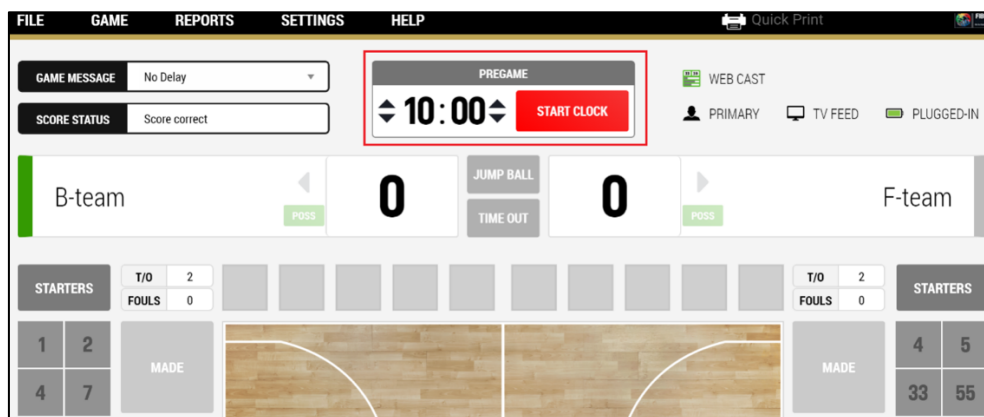 FILE GAME REPORTS SETTINGS HELP Quick Print
GAME MESSAGE No Delay
PREGAME
WEB CAST
10:00 START CLOCK
SCORE STATUS Score correct
PRIMARY TV FEED PLUGGED-IN
B-team POSS 0 JUMP BALL 0 POSS F-team
TIME OUT
STARTERS T/O 2 T/O 2 STARTERS
FOULS 0 FOULS 0
1 2 MADE MADE 4 5
4 7 33 55